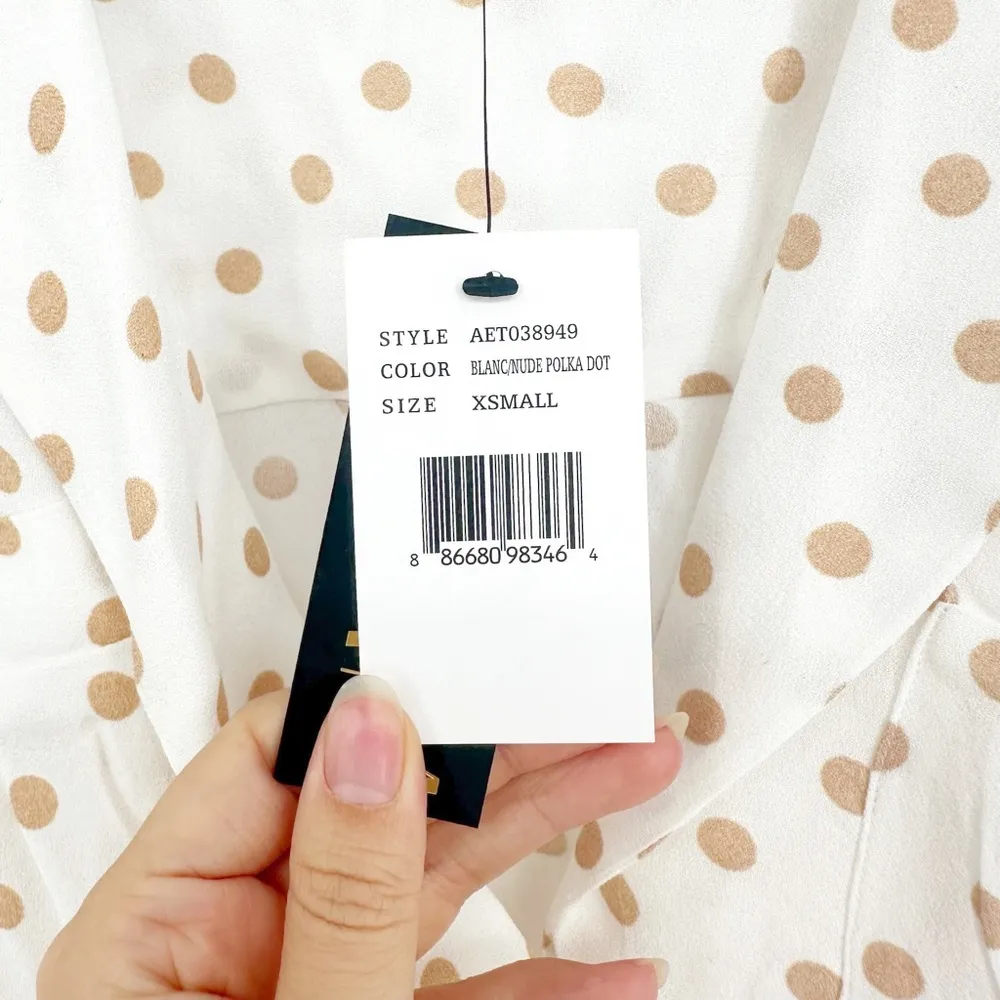 STYLE AET038949
COLOR BLANC/NUDE POLKA DOT
SIZE XSMALL
8 86680 98346 4